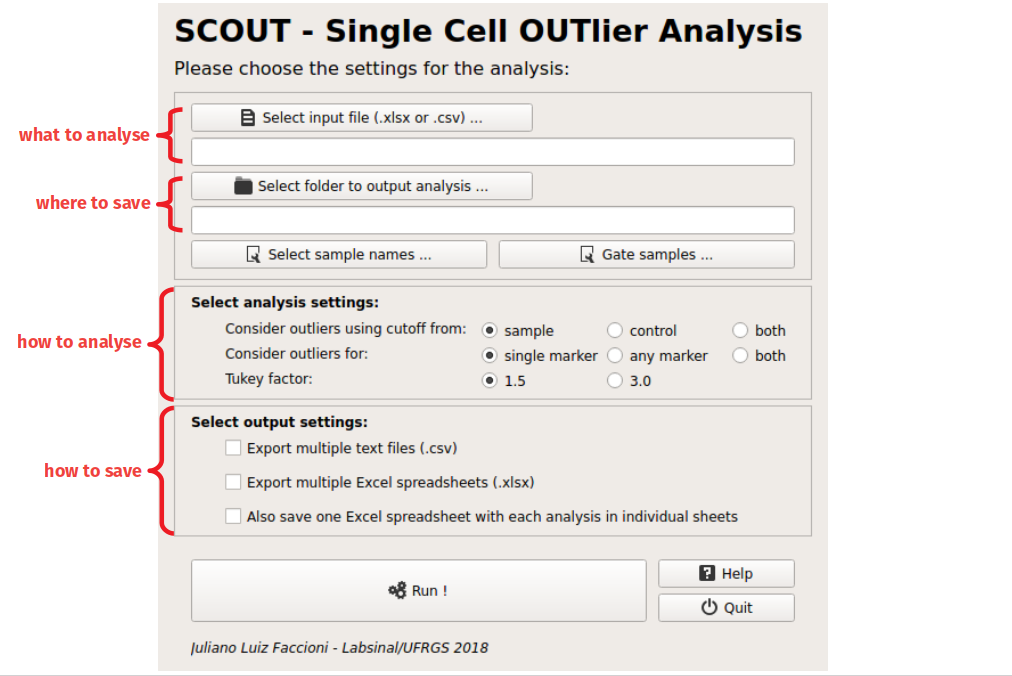 SCOUT - Single Cell OUTlier Analysis
Please choose the settings for the analysis:
what to analyse
Select input file (.xlsx or .csv) ...
where to save
Select folder to output analysis ...
Select sample names ... Gate samples ...
how to analyse
Select analysis settings:
Consider outliers using cutoff from: sample control both
Consider outliers for: single marker any marker both
Tukey factor: 1.5 3.0
how to save
Select output settings:
Export multiple text files (.csv)
Export multiple Excel spreadsheets (.xlsx)
Also save one Excel spreadsheet with each analysis in individual sheets
Run !
? Help
Quit
Juliano Luiz Faccioni - Labsinal/UFRGS 2018